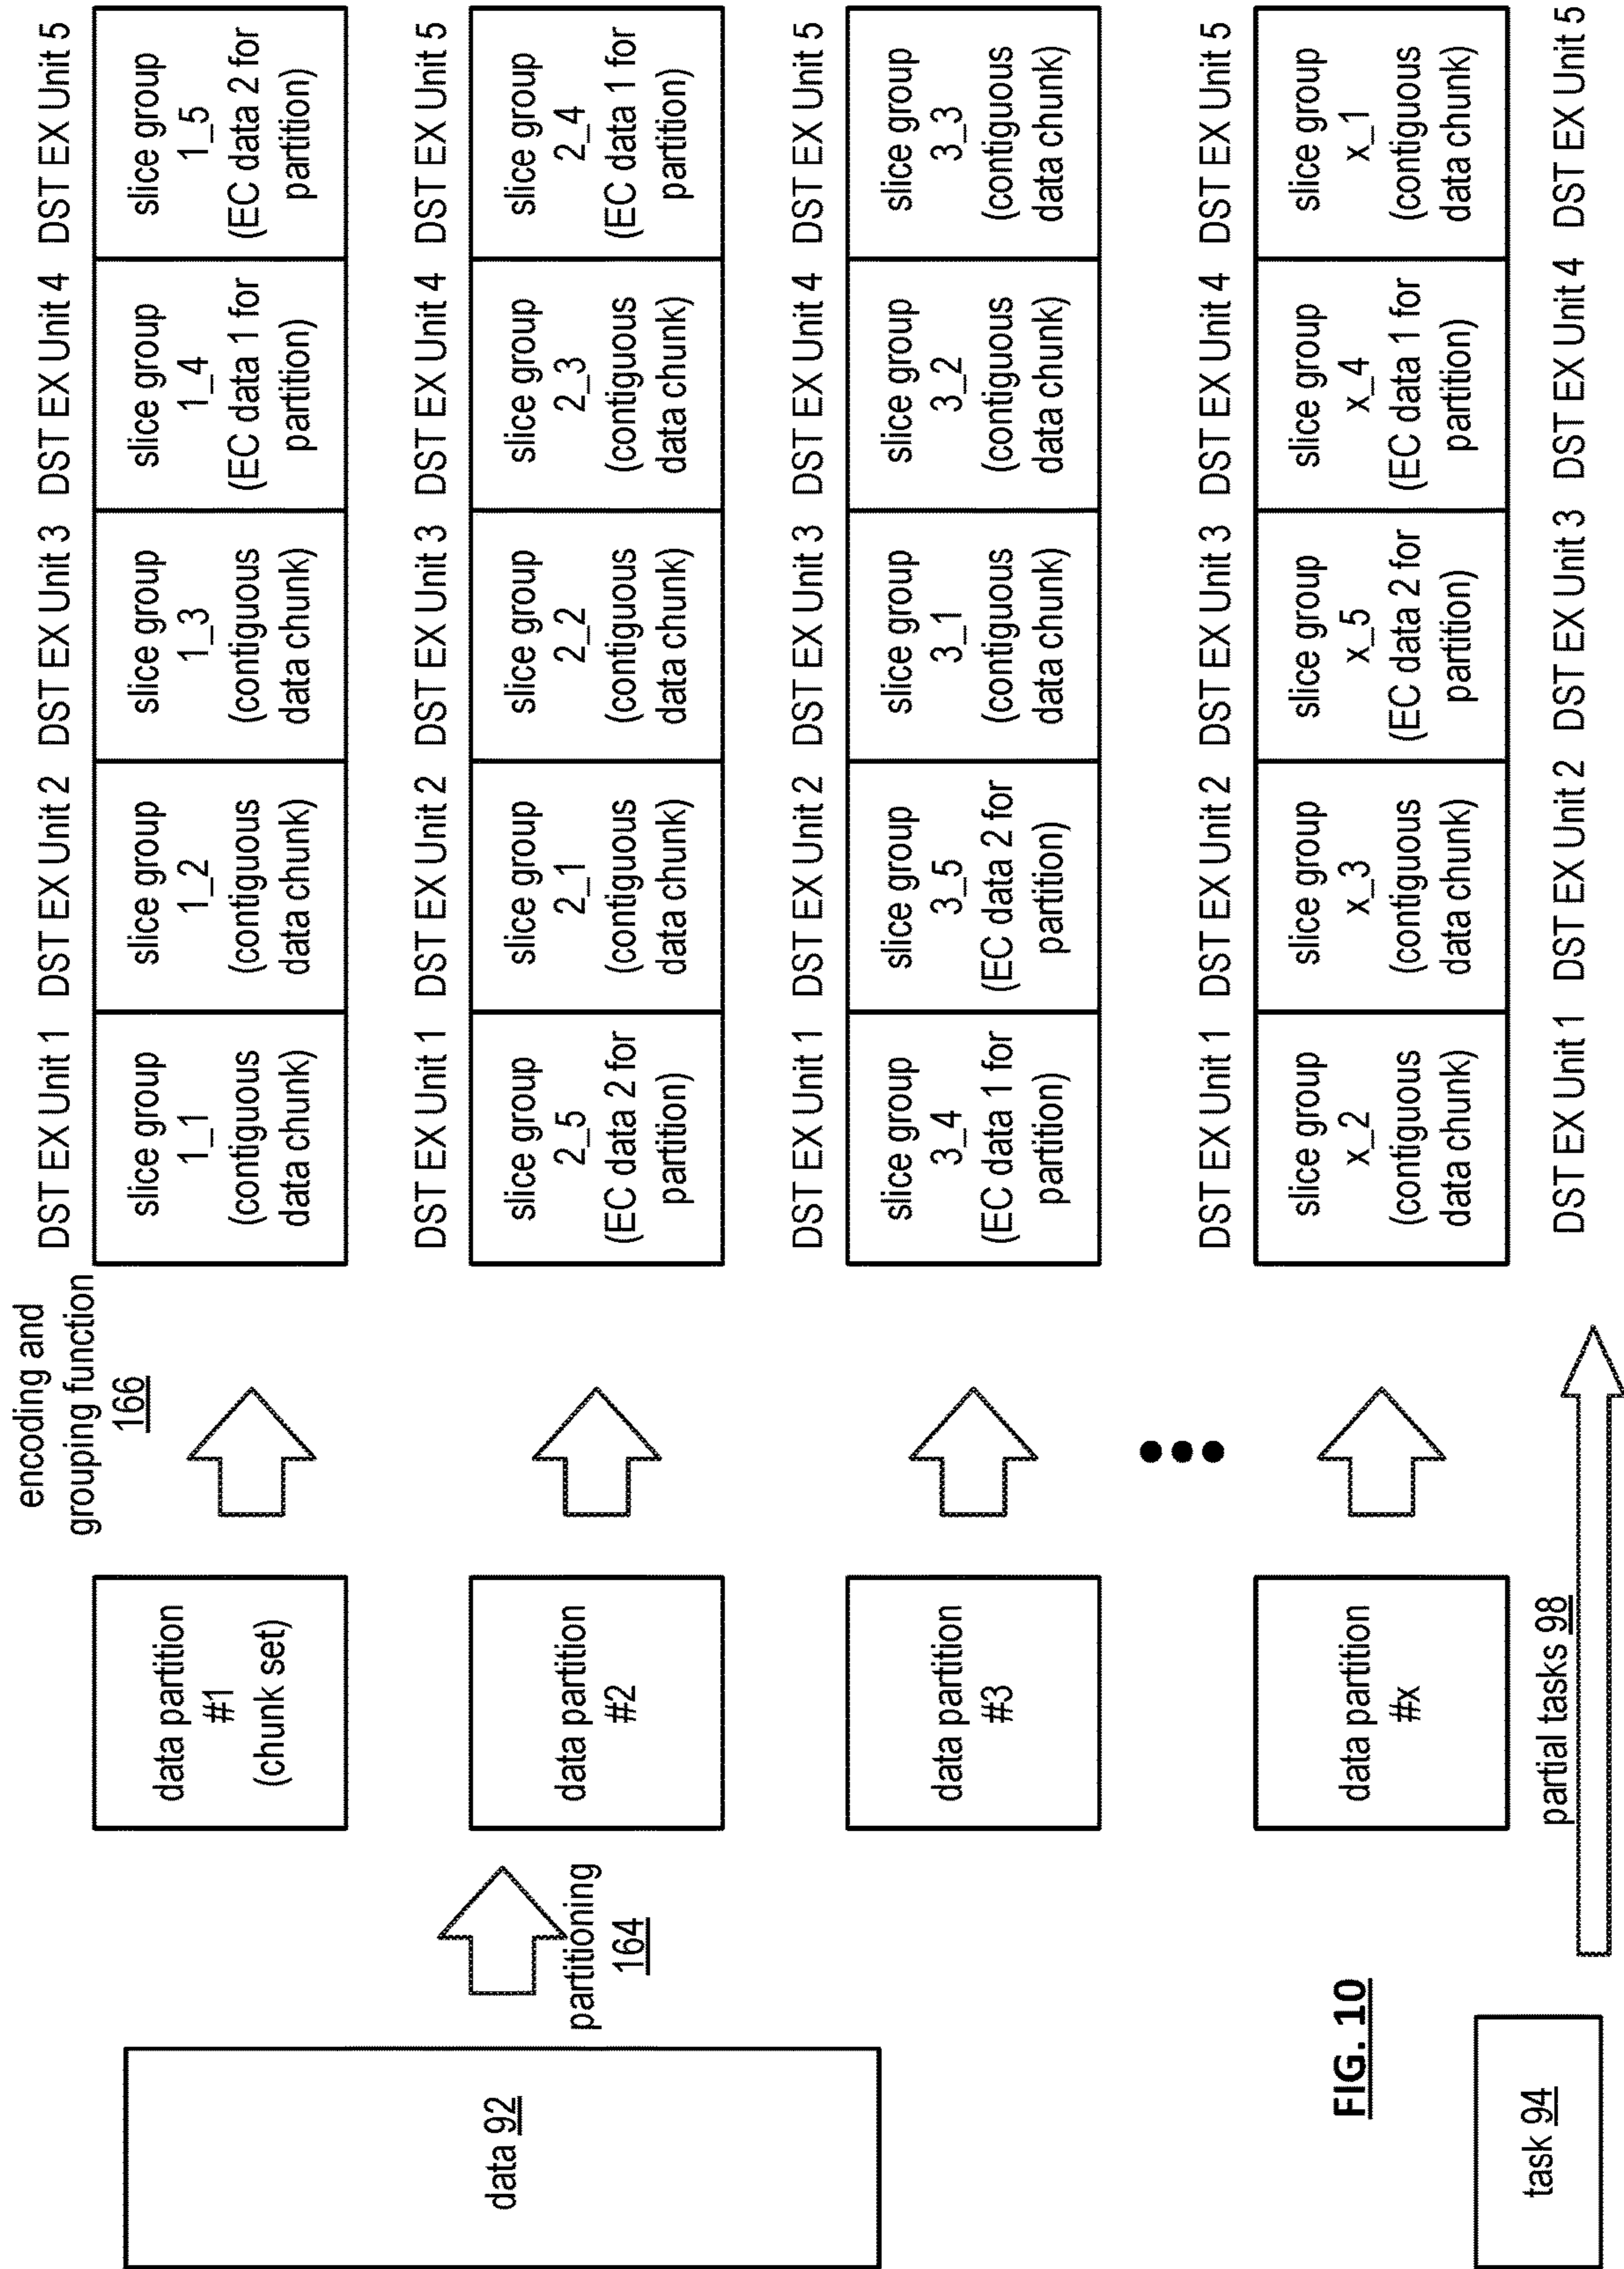 encoding and
grouping function
166
DST EX Unit 1 DST EX Unit 2 DST EX Unit 3 DST EX Unit 4 DST EX Unit 5
data partition
#1
(chunk set)
slice group
1_1
(contiguous
data chunk)
slice group
1_2
(contiguous
data chunk)
slice group
1_3
(contiguous
data chunk)
slice group
1_4
(EC data 1 for
partition)
slice group
1_5
(EC data 2 for
partition)
data 92
partitioning
164
DST EX Unit 1 DST EX Unit 2 DST EX Unit 3 DST EX Unit 4 DST EX Unit 5
data partition
#2
slice group
2_5
(EC data 2 for
partition)
slice group
2_1
(contiguous
data chunk)
slice group
2_2
(contiguous
data chunk)
slice group
2_3
(contiguous
data chunk)
slice group
2_4
(EC data 1 for
partition)
DST EX Unit 1 DST EX Unit 2 DST EX Unit 3 DST EX Unit 4 DST EX Unit 5
data partition
#3
slice group
3_4
(EC data 1 for
partition)
slice group
3_5
(EC data 2 for
partition)
slice group
3_1
(contiguous
data chunk)
slice group
3_2
(contiguous
data chunk)
slice group
3_3
(contiguous
data chunk)
DST EX Unit 1 DST EX Unit 2 DST EX Unit 3 DST EX Unit 4 DST EX Unit 5
data partition
#x
slice group
x_2
(contiguous
data chunk)
slice group
x_3
(contiguous
data chunk)
slice group
x_5
(EC data 2 for
partition)
slice group
x_4
(EC data 1 for
partition)
slice group
x_1
(contiguous
data chunk)
FIG. 10
task 94
partial tasks 98
DST EX Unit 1 DST EX Unit 2 DST EX Unit 3 DST EX Unit 4 DST EX Unit 5